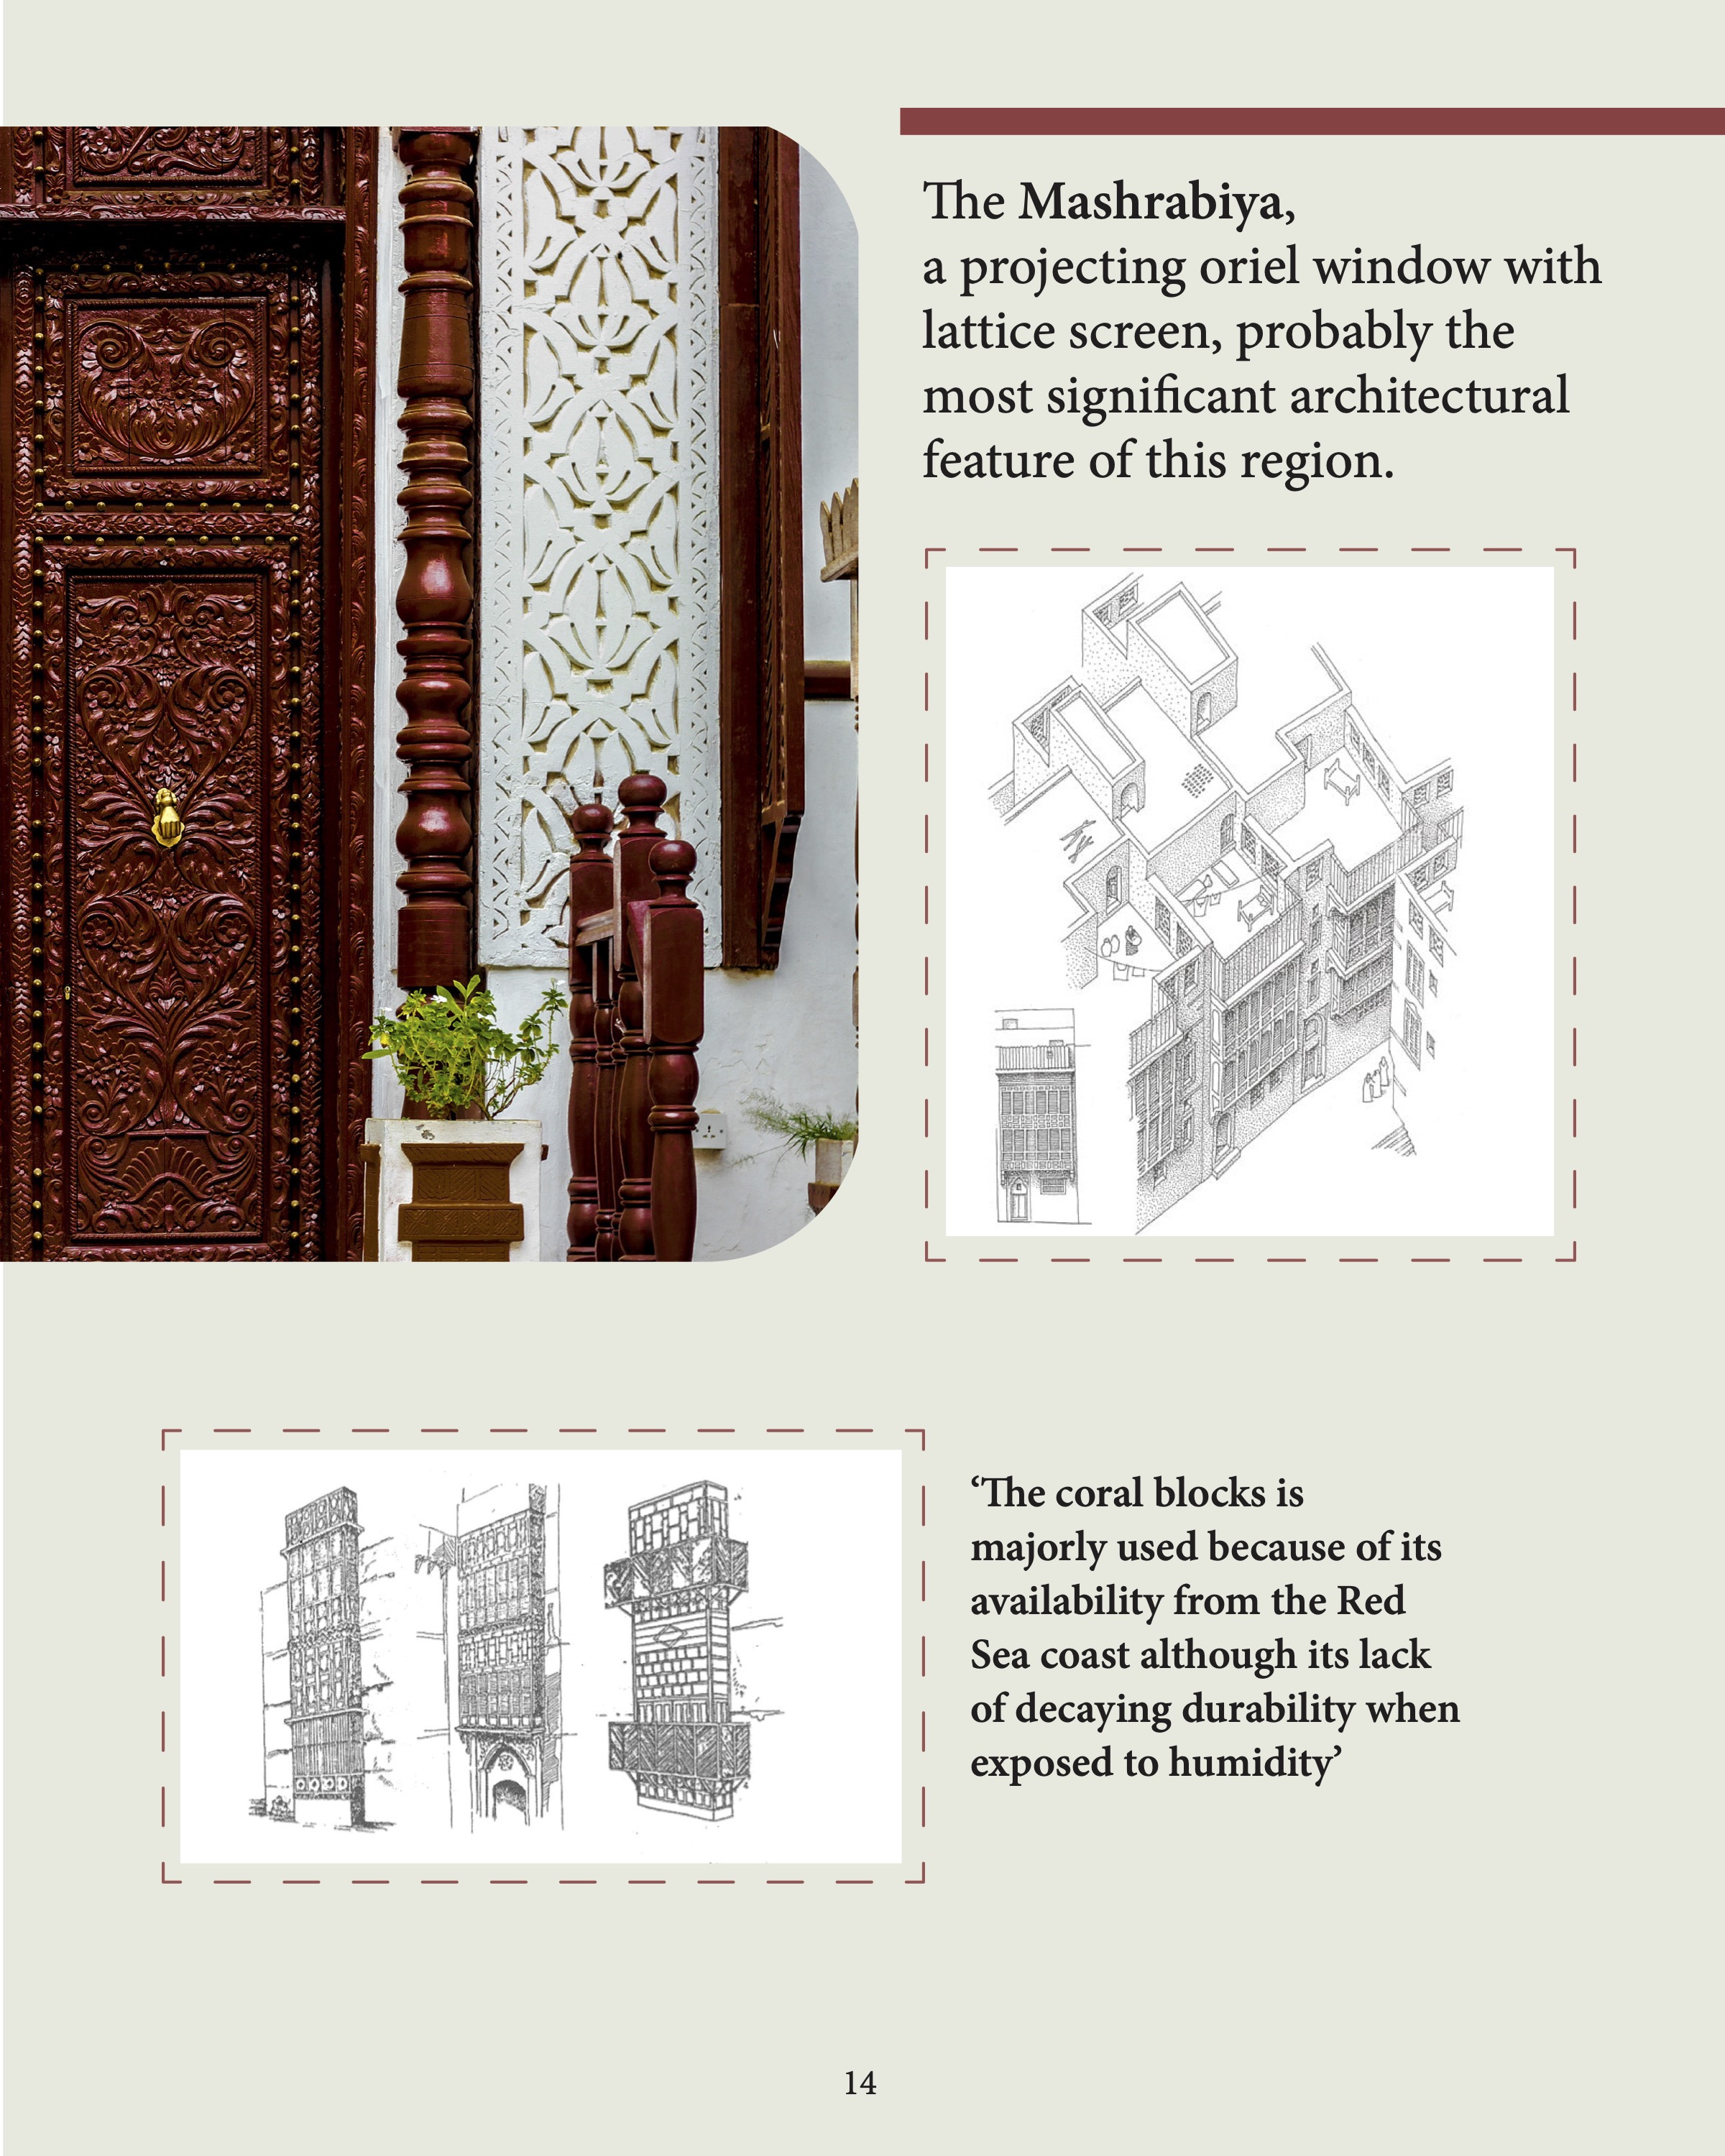 The Mashrabiya,
a projecting oriel window with
lattice screen, probably the
most significant architectural
feature of this region.
‘The coral blocks is
majorly used because of its
availability from the Red
Sea coast although its lack
of decaying durability when
exposed to humidity’
14